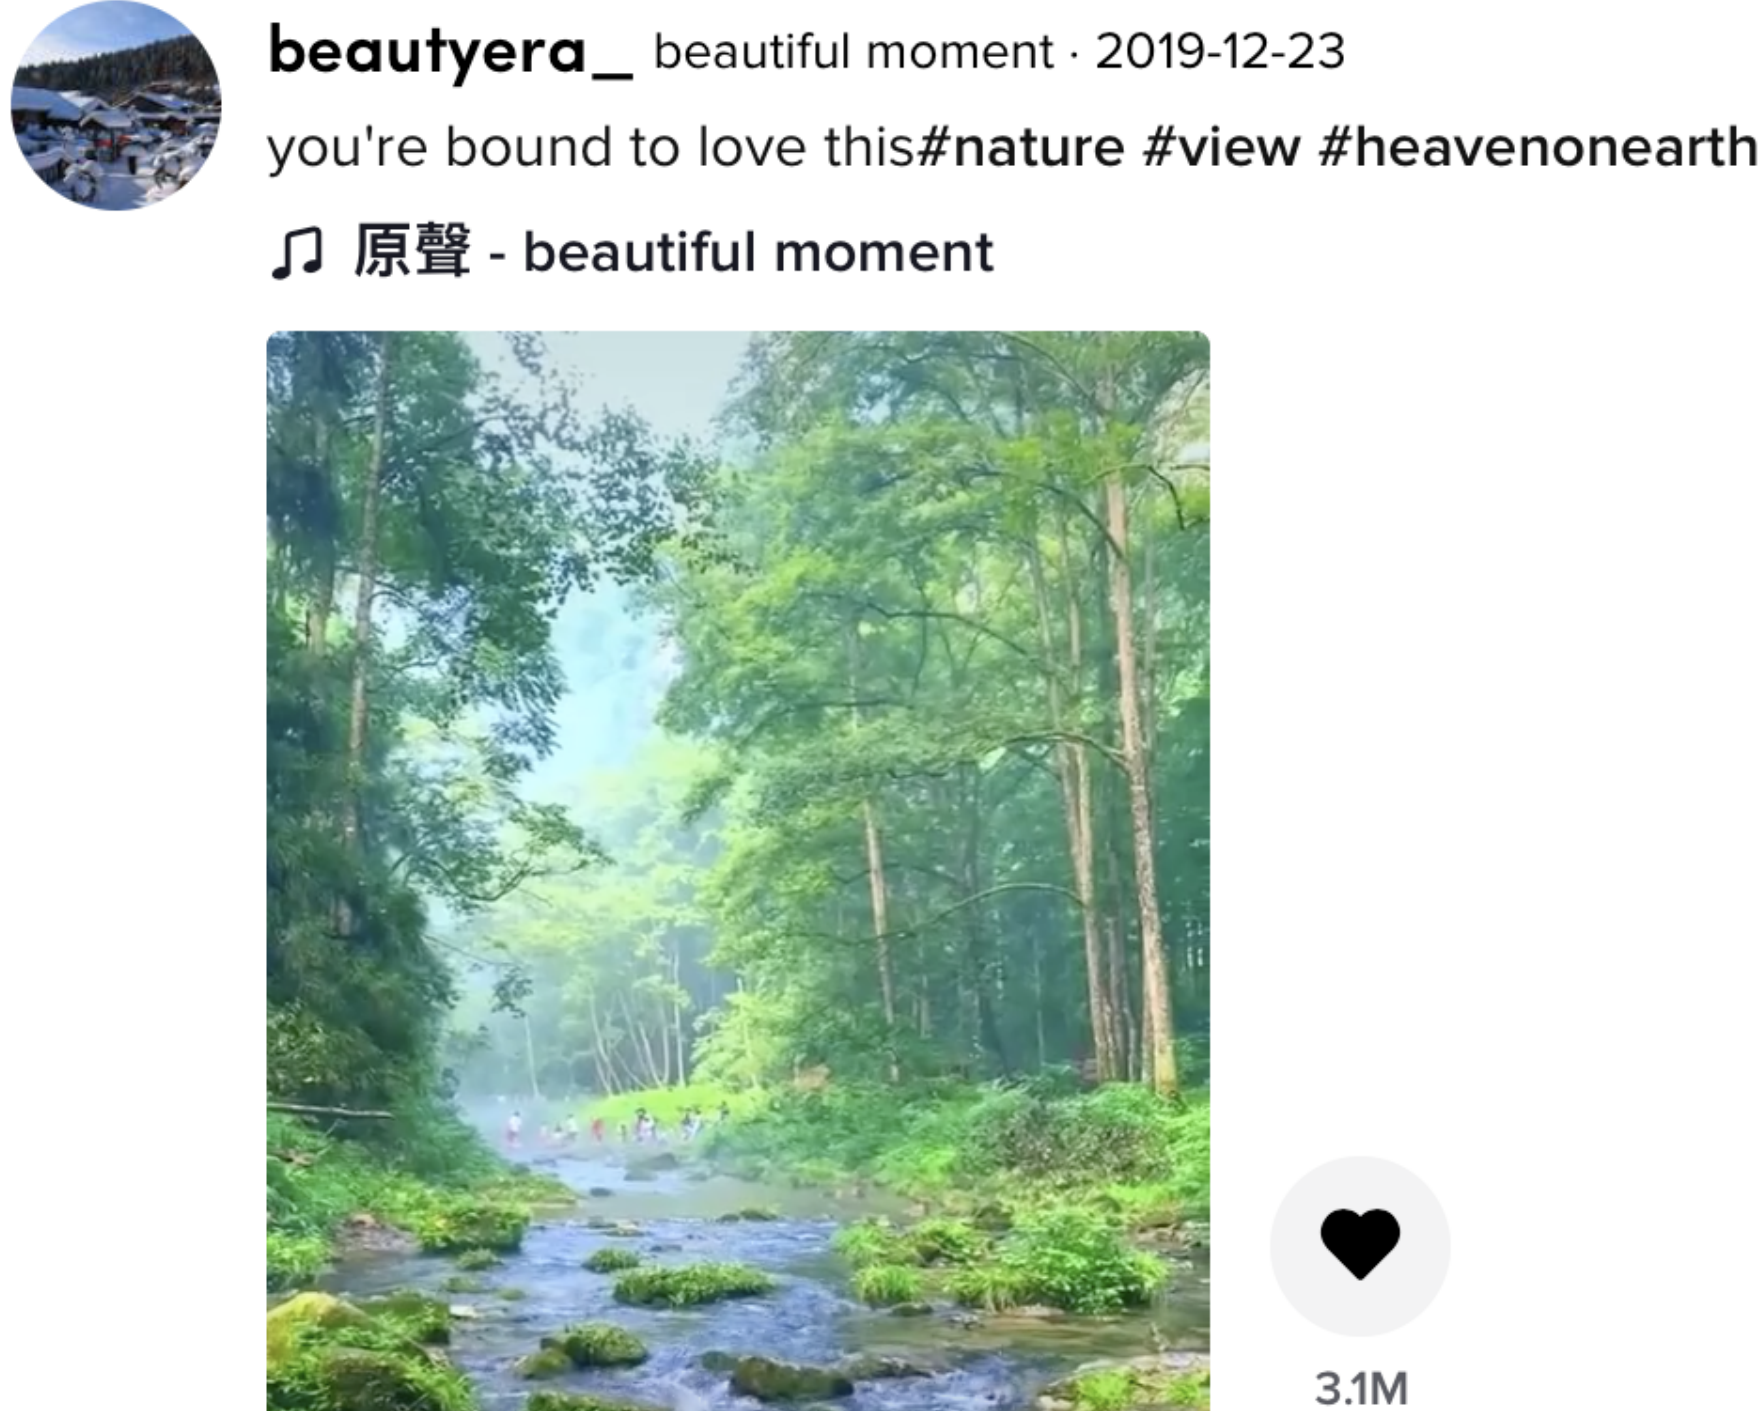 beautyera_ beautiful moment · 2019-12-23
you're bound to love this#nature #view #heavenonearth
♫ 原聲 - beautiful moment
3.1M